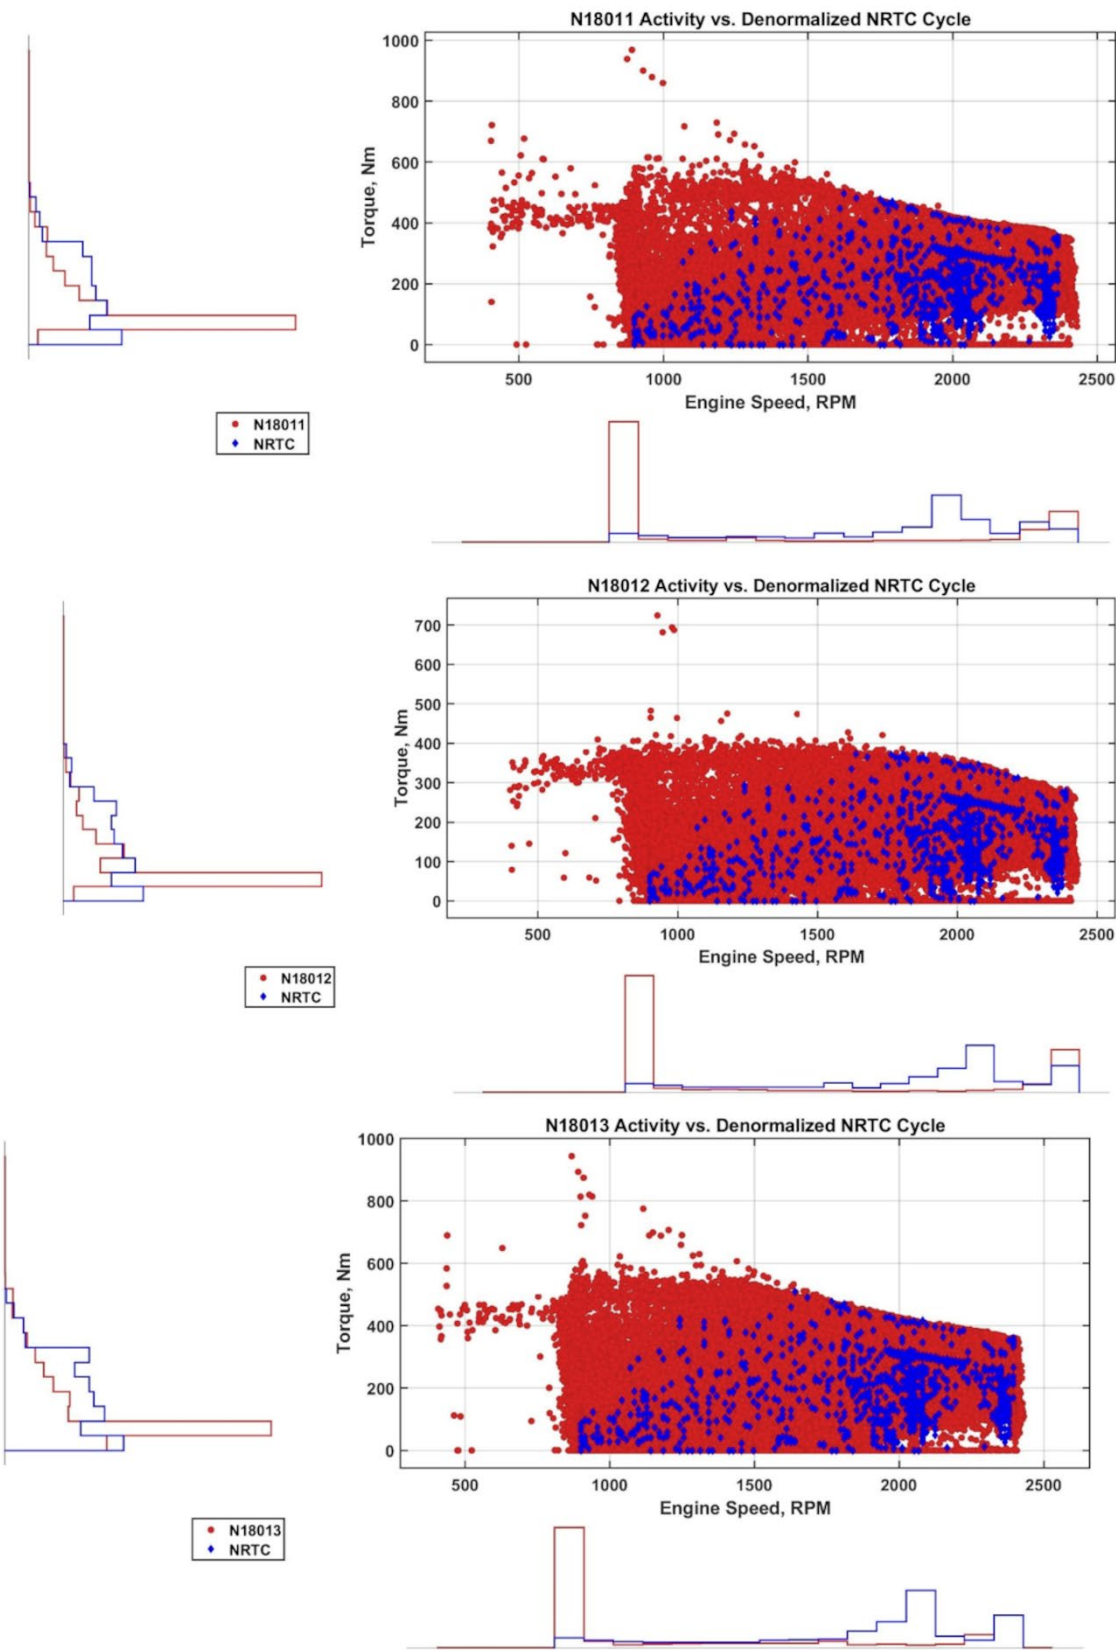 N18011 Activity vs. Denormalized NRTC Cycle
1000
800
600
400
200
0
Torque, Nm
500 1000 1500 2000 2500
Engine Speed, RPM
N18011
NRTC
N18012 Activity vs. Denormalized NRTC Cycle
700
600
500
400
300
200
100
0
Torque, Nm
500 1000 1500 2000 2500
Engine Speed, RPM
N18012
NRTC
N18013 Activity vs. Denormalized NRTC Cycle
1000
800
600
400
200
0
Torque, Nm
500 1000 1500 2000 2500
Engine Speed, RPM
N18013
NRTC